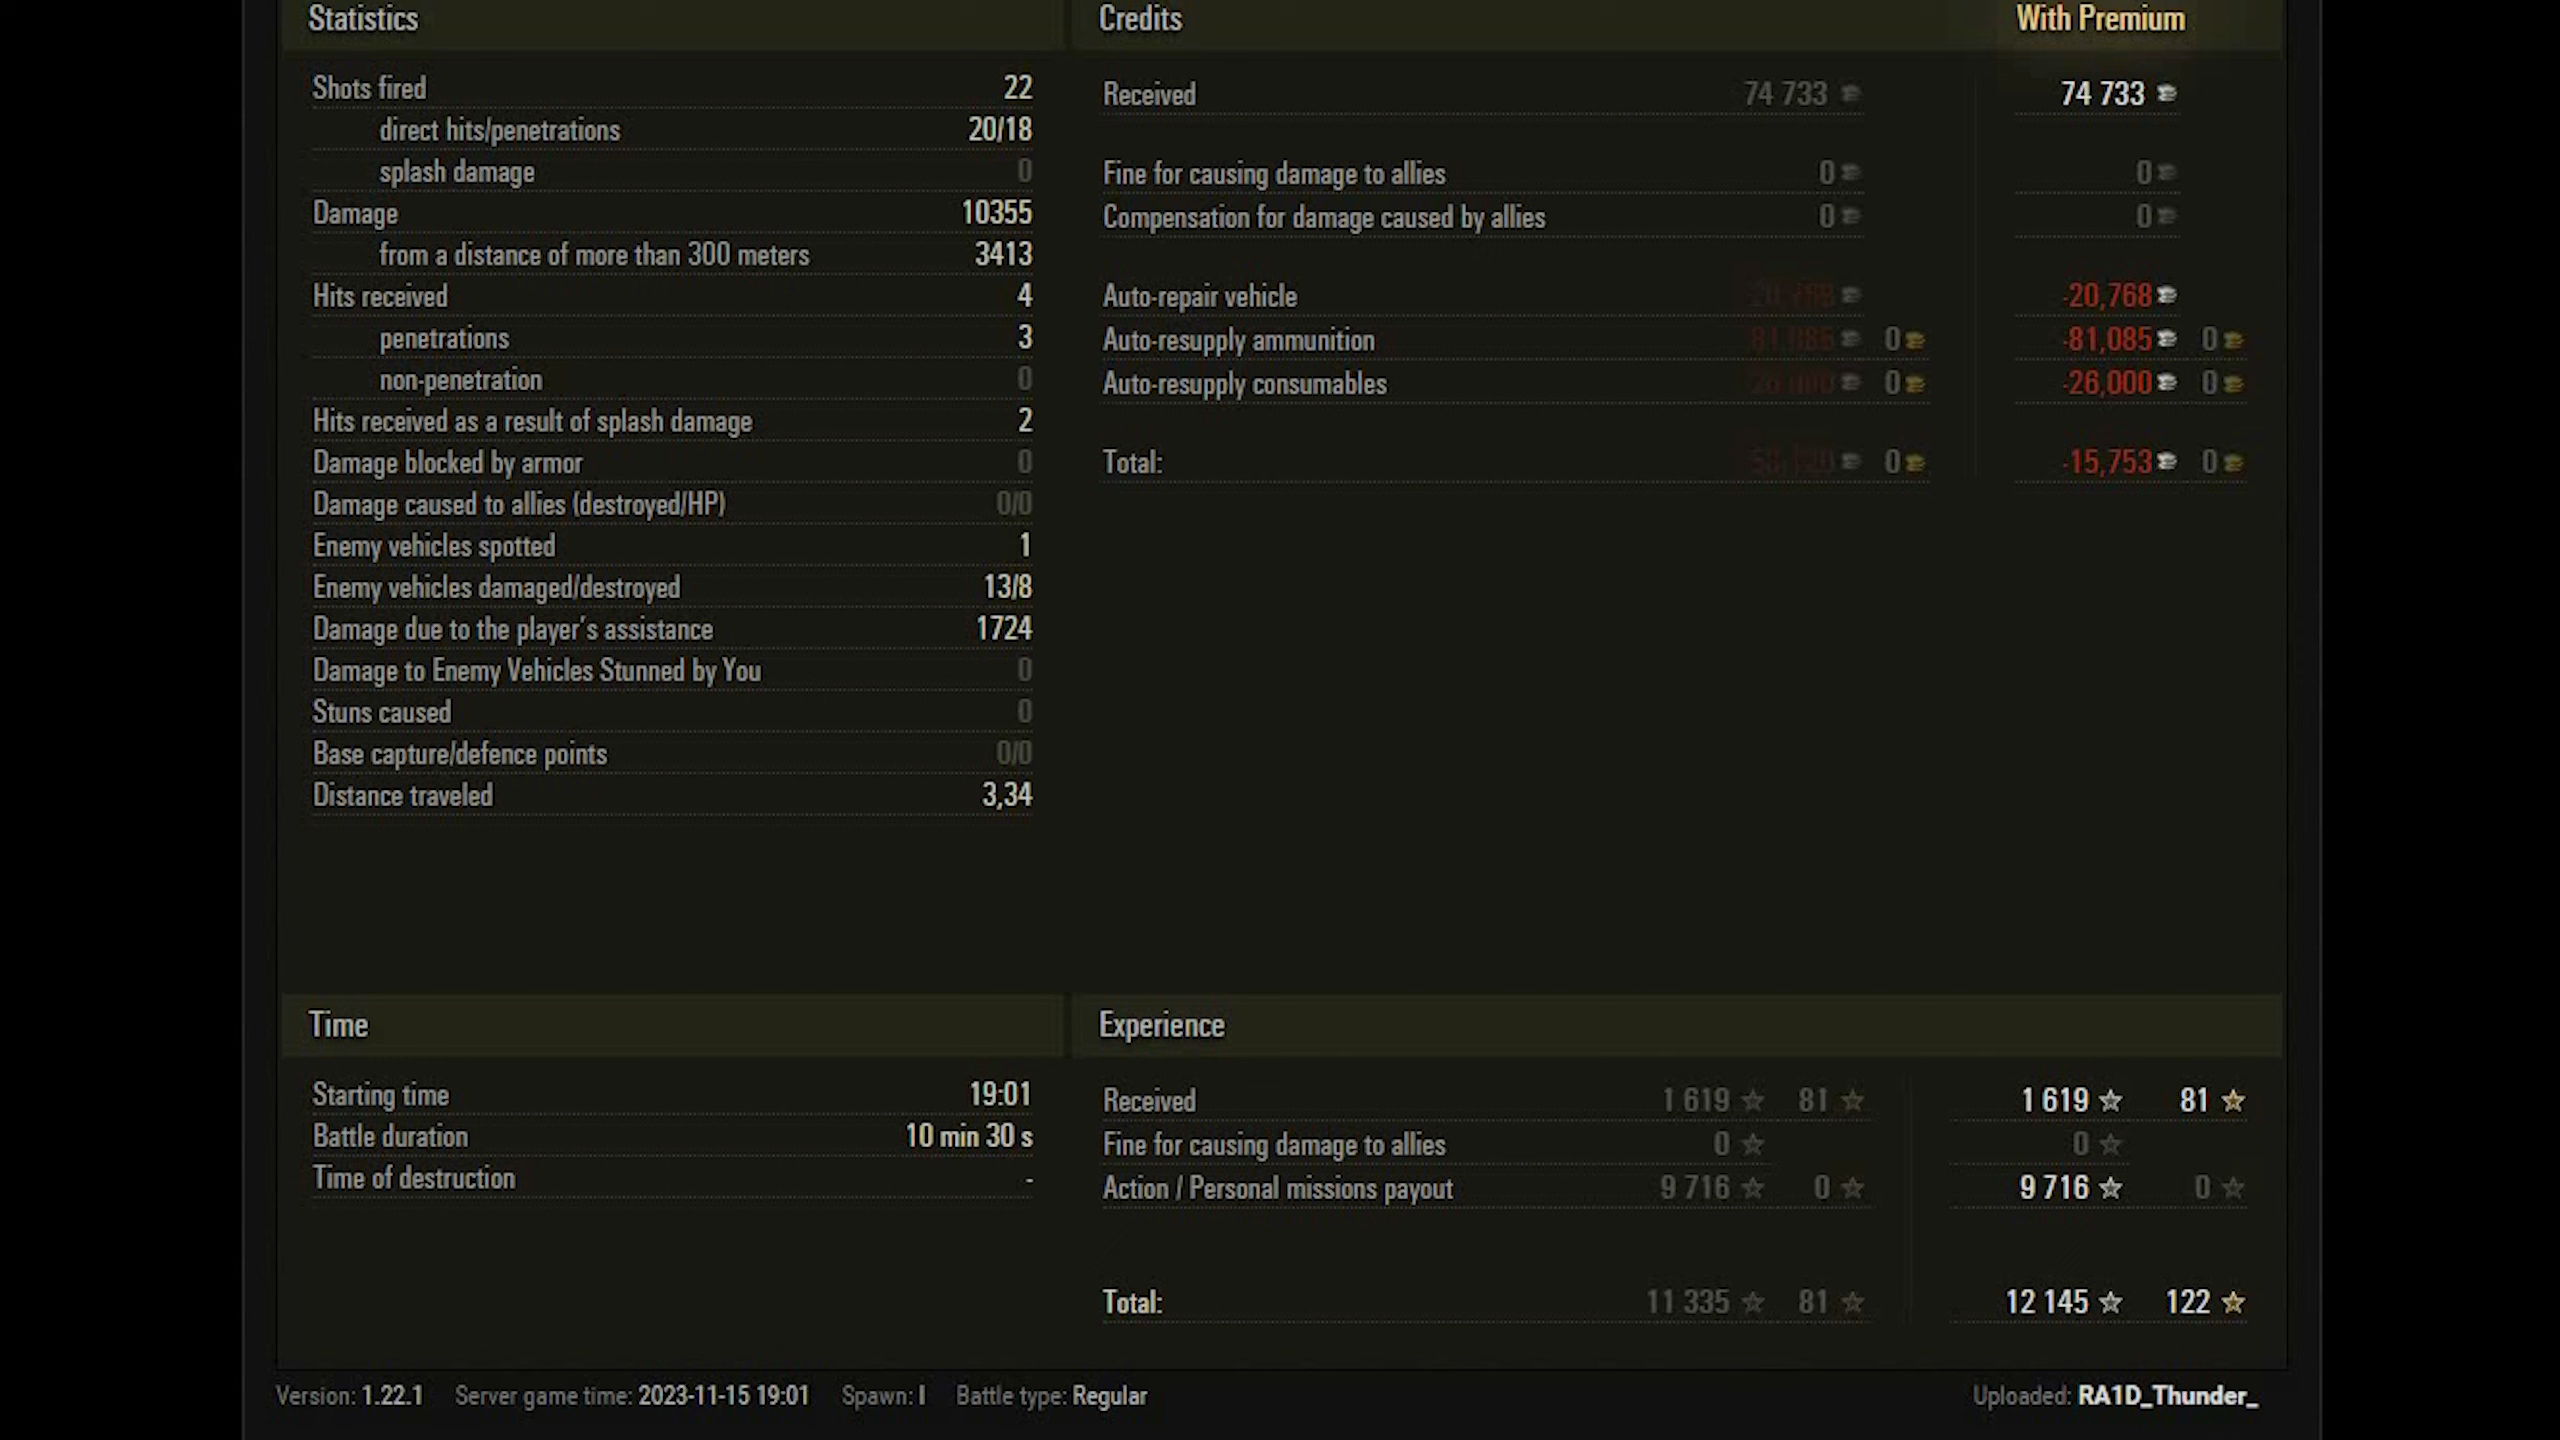 Statistics
Shots fired 22
direct hits/penetrations 20/18
splash damage 0
Damage 10355
from a distance of more than 300 meters 3413
Hits received 4
penetrations 3
non-penetration 0
Hits received as a result of splash damage 2
Damage blocked by armor 0
Damage caused to allies (destroyed/HP) 0/0
Enemy vehicles spotted 1
Enemy vehicles damaged/destroyed 13/8
Damage due to the player's assistance 1724
Damage to Enemy Vehicles Stunned by You 0
Stuns caused 0
Base capture/defence points 0/0
Distance traveled 3,34
Credits With Premium
Received 74 733 74 733
Fine for causing damage to allies 0 0
Compensation for damage caused by allies 0 0
Auto-repair vehicle -20,768
Auto-resupply ammunition 0 -81,085 0
Auto-resupply consumables 0 -26,000 0
Total: 0 -15,753 0
Time
Starting time 19:01
Battle duration 10 min 30 s
Time of destruction -
Experience
Received 1 619 81 1 619 81
Fine for causing damage to allies 0 0
Action / Personal missions payout 9 716 0 9 716 0
Total: 11 335 81 12 145 122
Version: 1.22.1 Server game time: 2023-11-15 19:01 Spawn: I Battle type: Regular Uploaded: RA1D_Thunder_